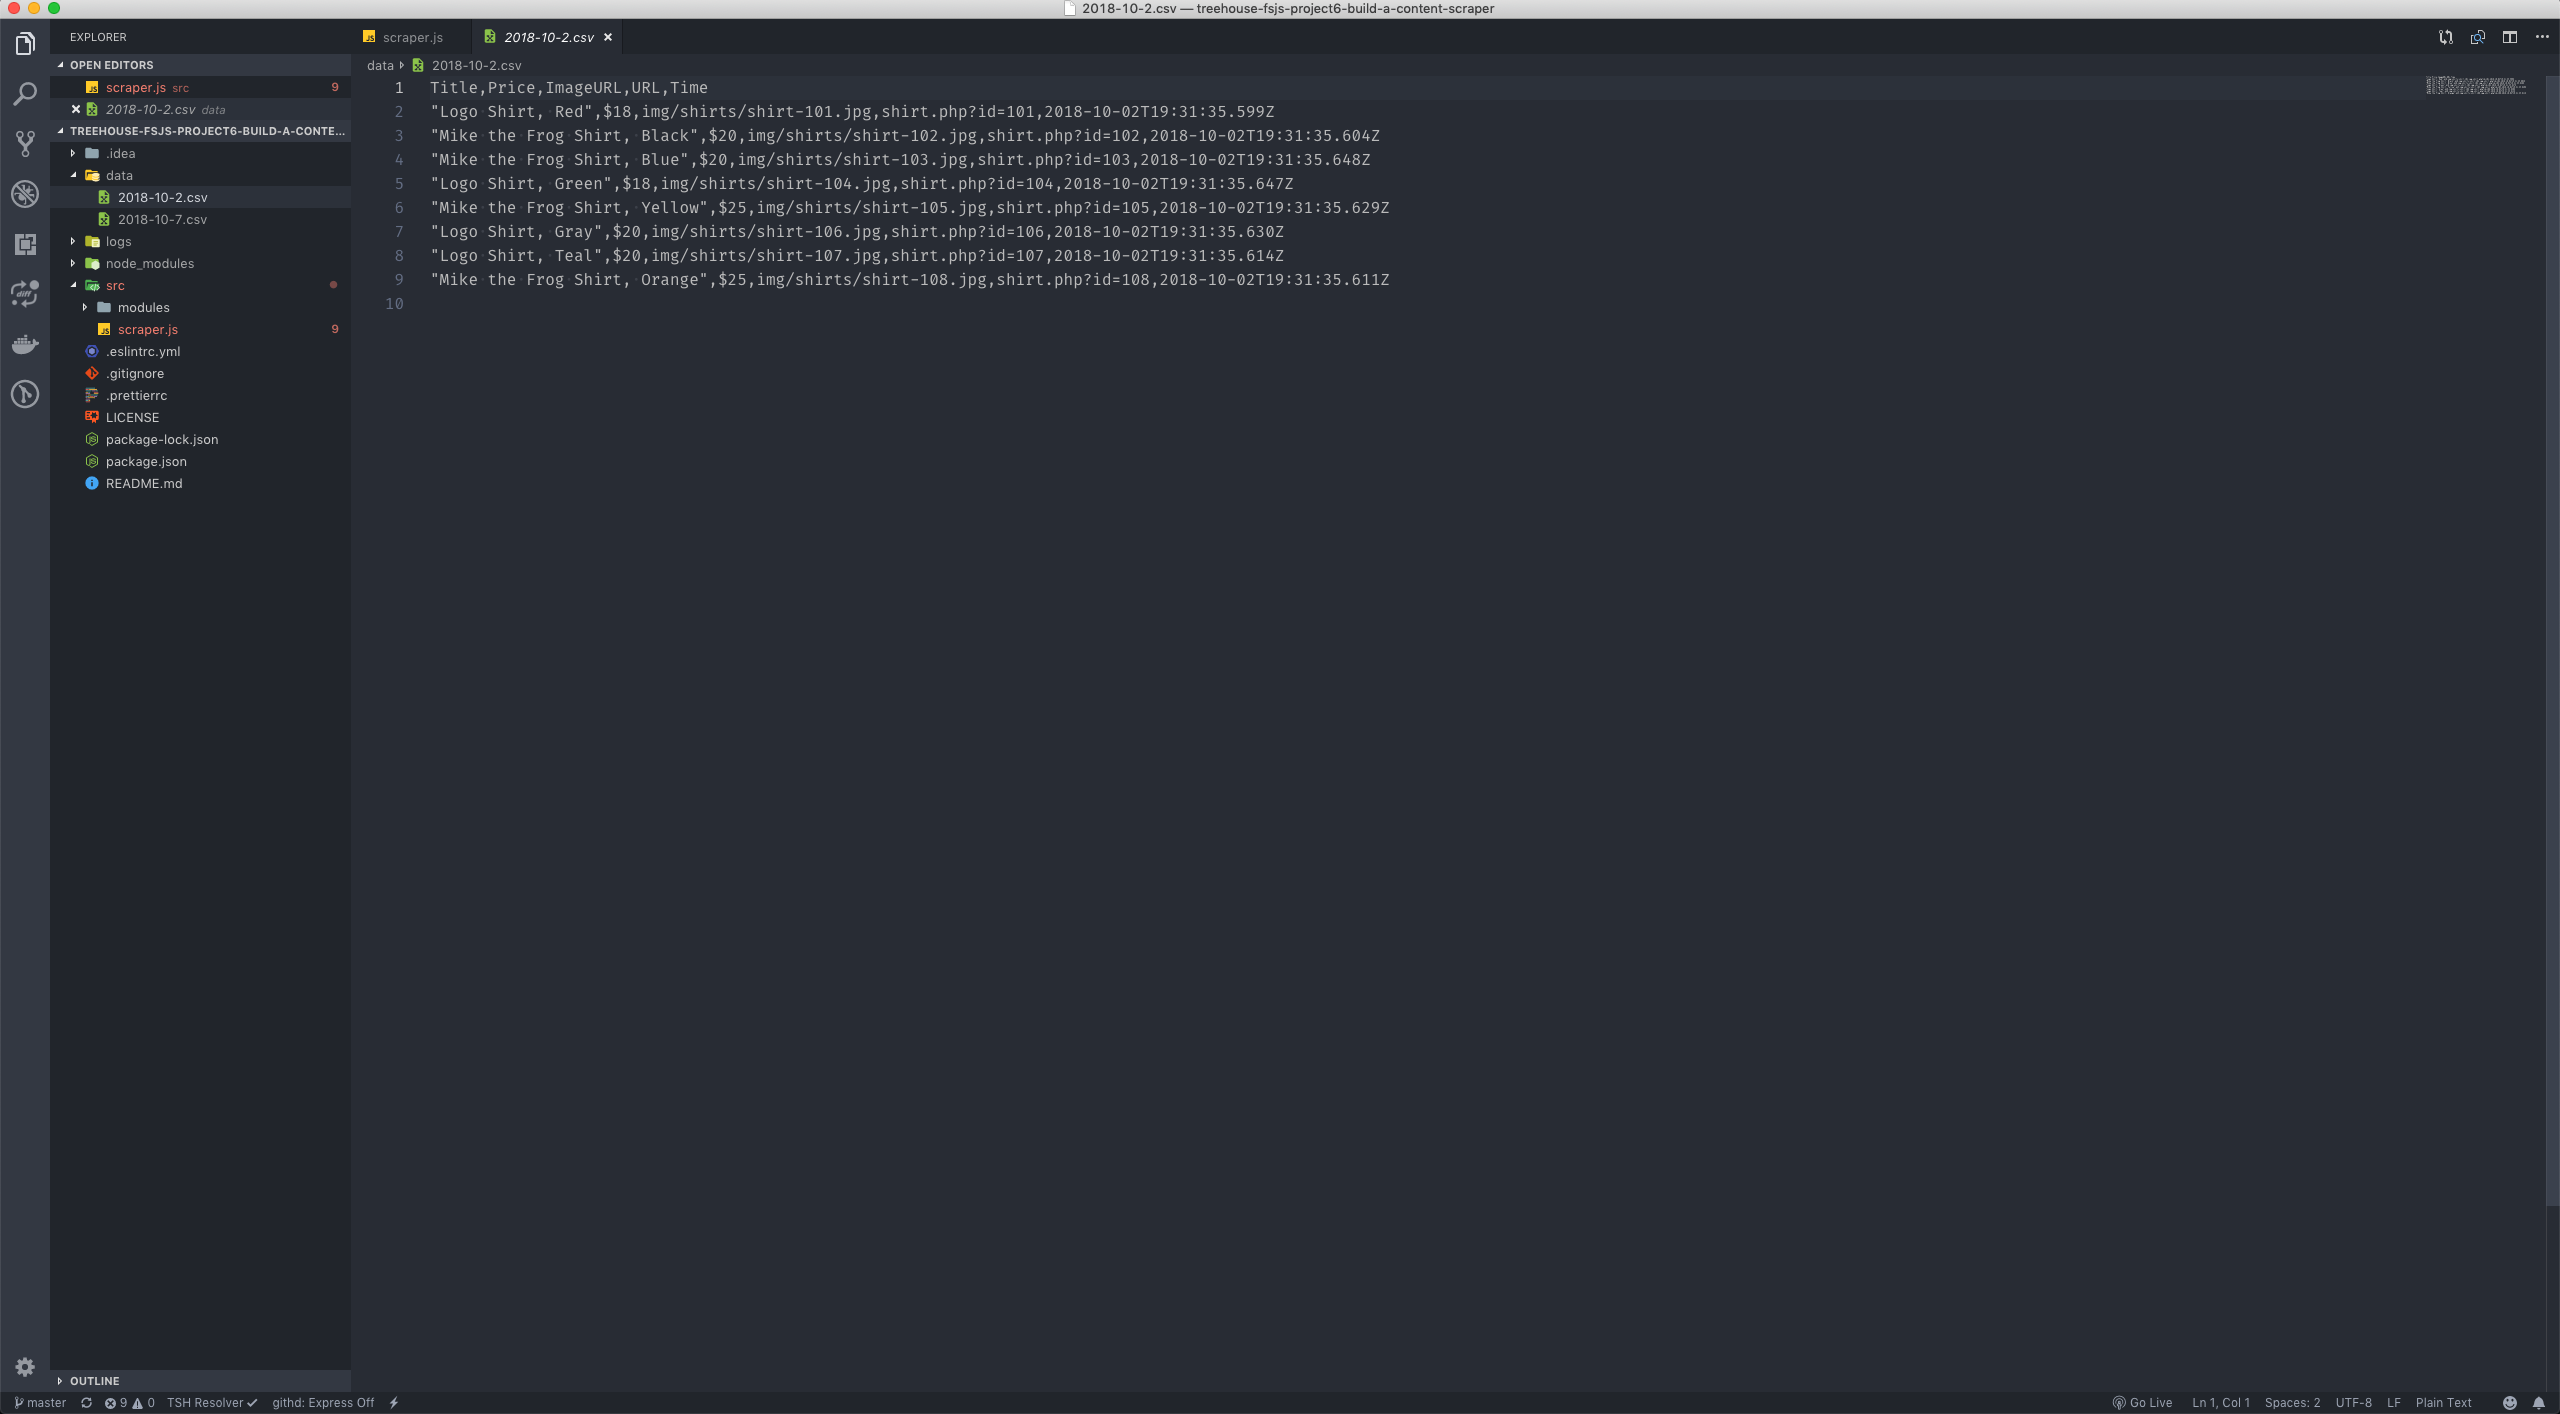 2018-10-2.csv — treehouse-fsjs-project6-build-a-content-scraper
EXPLORER
OPEN EDITORS
scraper.js src 9
2018-10-2.csv data
TREEHOUSE-FSJS-PROJECT6-BUILD-A-CONTE...
.idea
data
2018-10-2.csv
2018-10-7.csv
logs
node_modules
src
modules
scraper.js 9
.eslintrc.yml
.gitignore
.prettierrc
LICENSE
package-lock.json
package.json
README.md
OUTLINE
scraper.js 2018-10-2.csv
data 2018-10-2.csv
1 Title,Price,ImageURL,URL,Time
2 "Logo Shirt, Red",$18,img/shirts/shirt-101.jpg,shirt.php?id=101,2018-10-02T19:31:35.599Z
3 "Mike the Frog Shirt, Black",$20,img/shirts/shirt-102.jpg,shirt.php?id=102,2018-10-02T19:31:35.604Z
4 "Mike the Frog Shirt, Blue",$20,img/shirts/shirt-103.jpg,shirt.php?id=103,2018-10-02T19:31:35.648Z
5 "Logo Shirt, Green",$18,img/shirts/shirt-104.jpg,shirt.php?id=104,2018-10-02T19:31:35.647Z
6 "Mike the Frog Shirt, Yellow",$25,img/shirts/shirt-105.jpg,shirt.php?id=105,2018-10-02T19:31:35.629Z
7 "Logo Shirt, Gray",$20,img/shirts/shirt-106.jpg,shirt.php?id=106,2018-10-02T19:31:35.630Z
8 "Logo Shirt, Teal",$20,img/shirts/shirt-107.jpg,shirt.php?id=107,2018-10-02T19:31:35.614Z
9 "Mike the Frog Shirt, Orange",$25,img/shirts/shirt-108.jpg,shirt.php?id=108,2018-10-02T19:31:35.611Z
10
master 9 0 TSH Resolver githd: Express Off Go Live Ln 1, Col 1 Spaces: 2 UTF-8 LF Plain Text